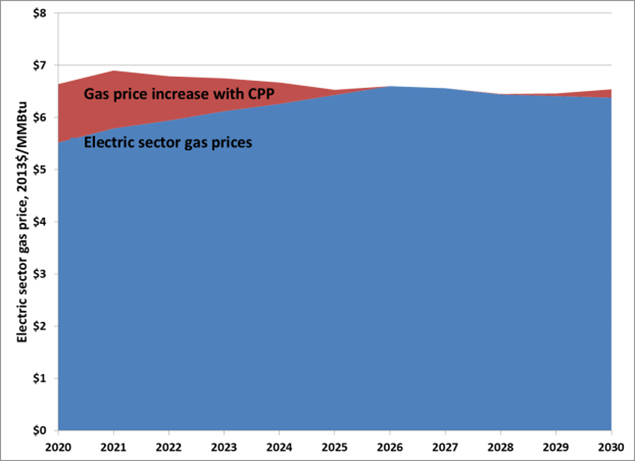 $8
$7
$6
$5
$4
$3
$2
$1
$0
Electric sector gas price, 2013$/MMBtu
Gas price increase with CPP
Electric sector gas prices
2020 2021 2022 2023 2024 2025 2026 2027 2028 2029 2030